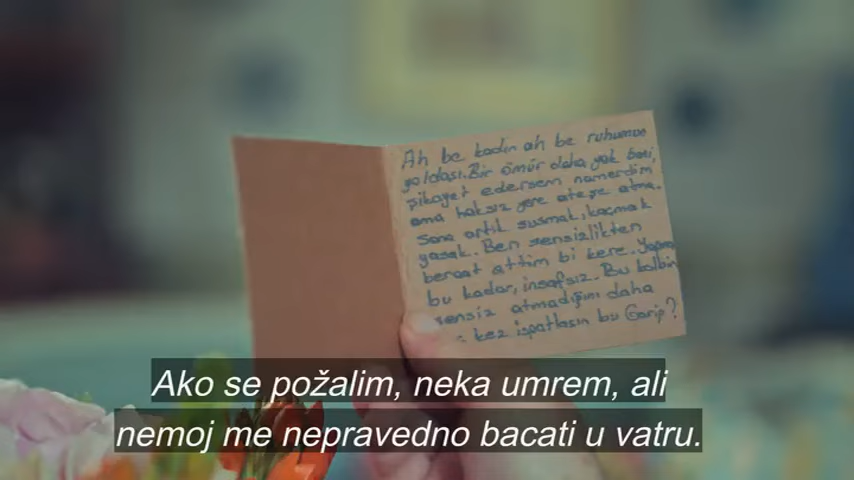 Ah be kadın ah be ruhumun
yoldaşı. Bir ömür daha yak beni,
şikayet edersem namerdim
ama haksız yere ateşe atma.
Sana artık susmak, kaçmak
yasak. Ben sensizlikten
beraat ettim bi kere. Yapma
bu kadar, insafsız. Bu kalbin
sensiz atmadığını daha
kez ispatlasın bu Garip?
Ako se požalim, neka umrem, ali
nemoj me nepravedno bacati u vatru.